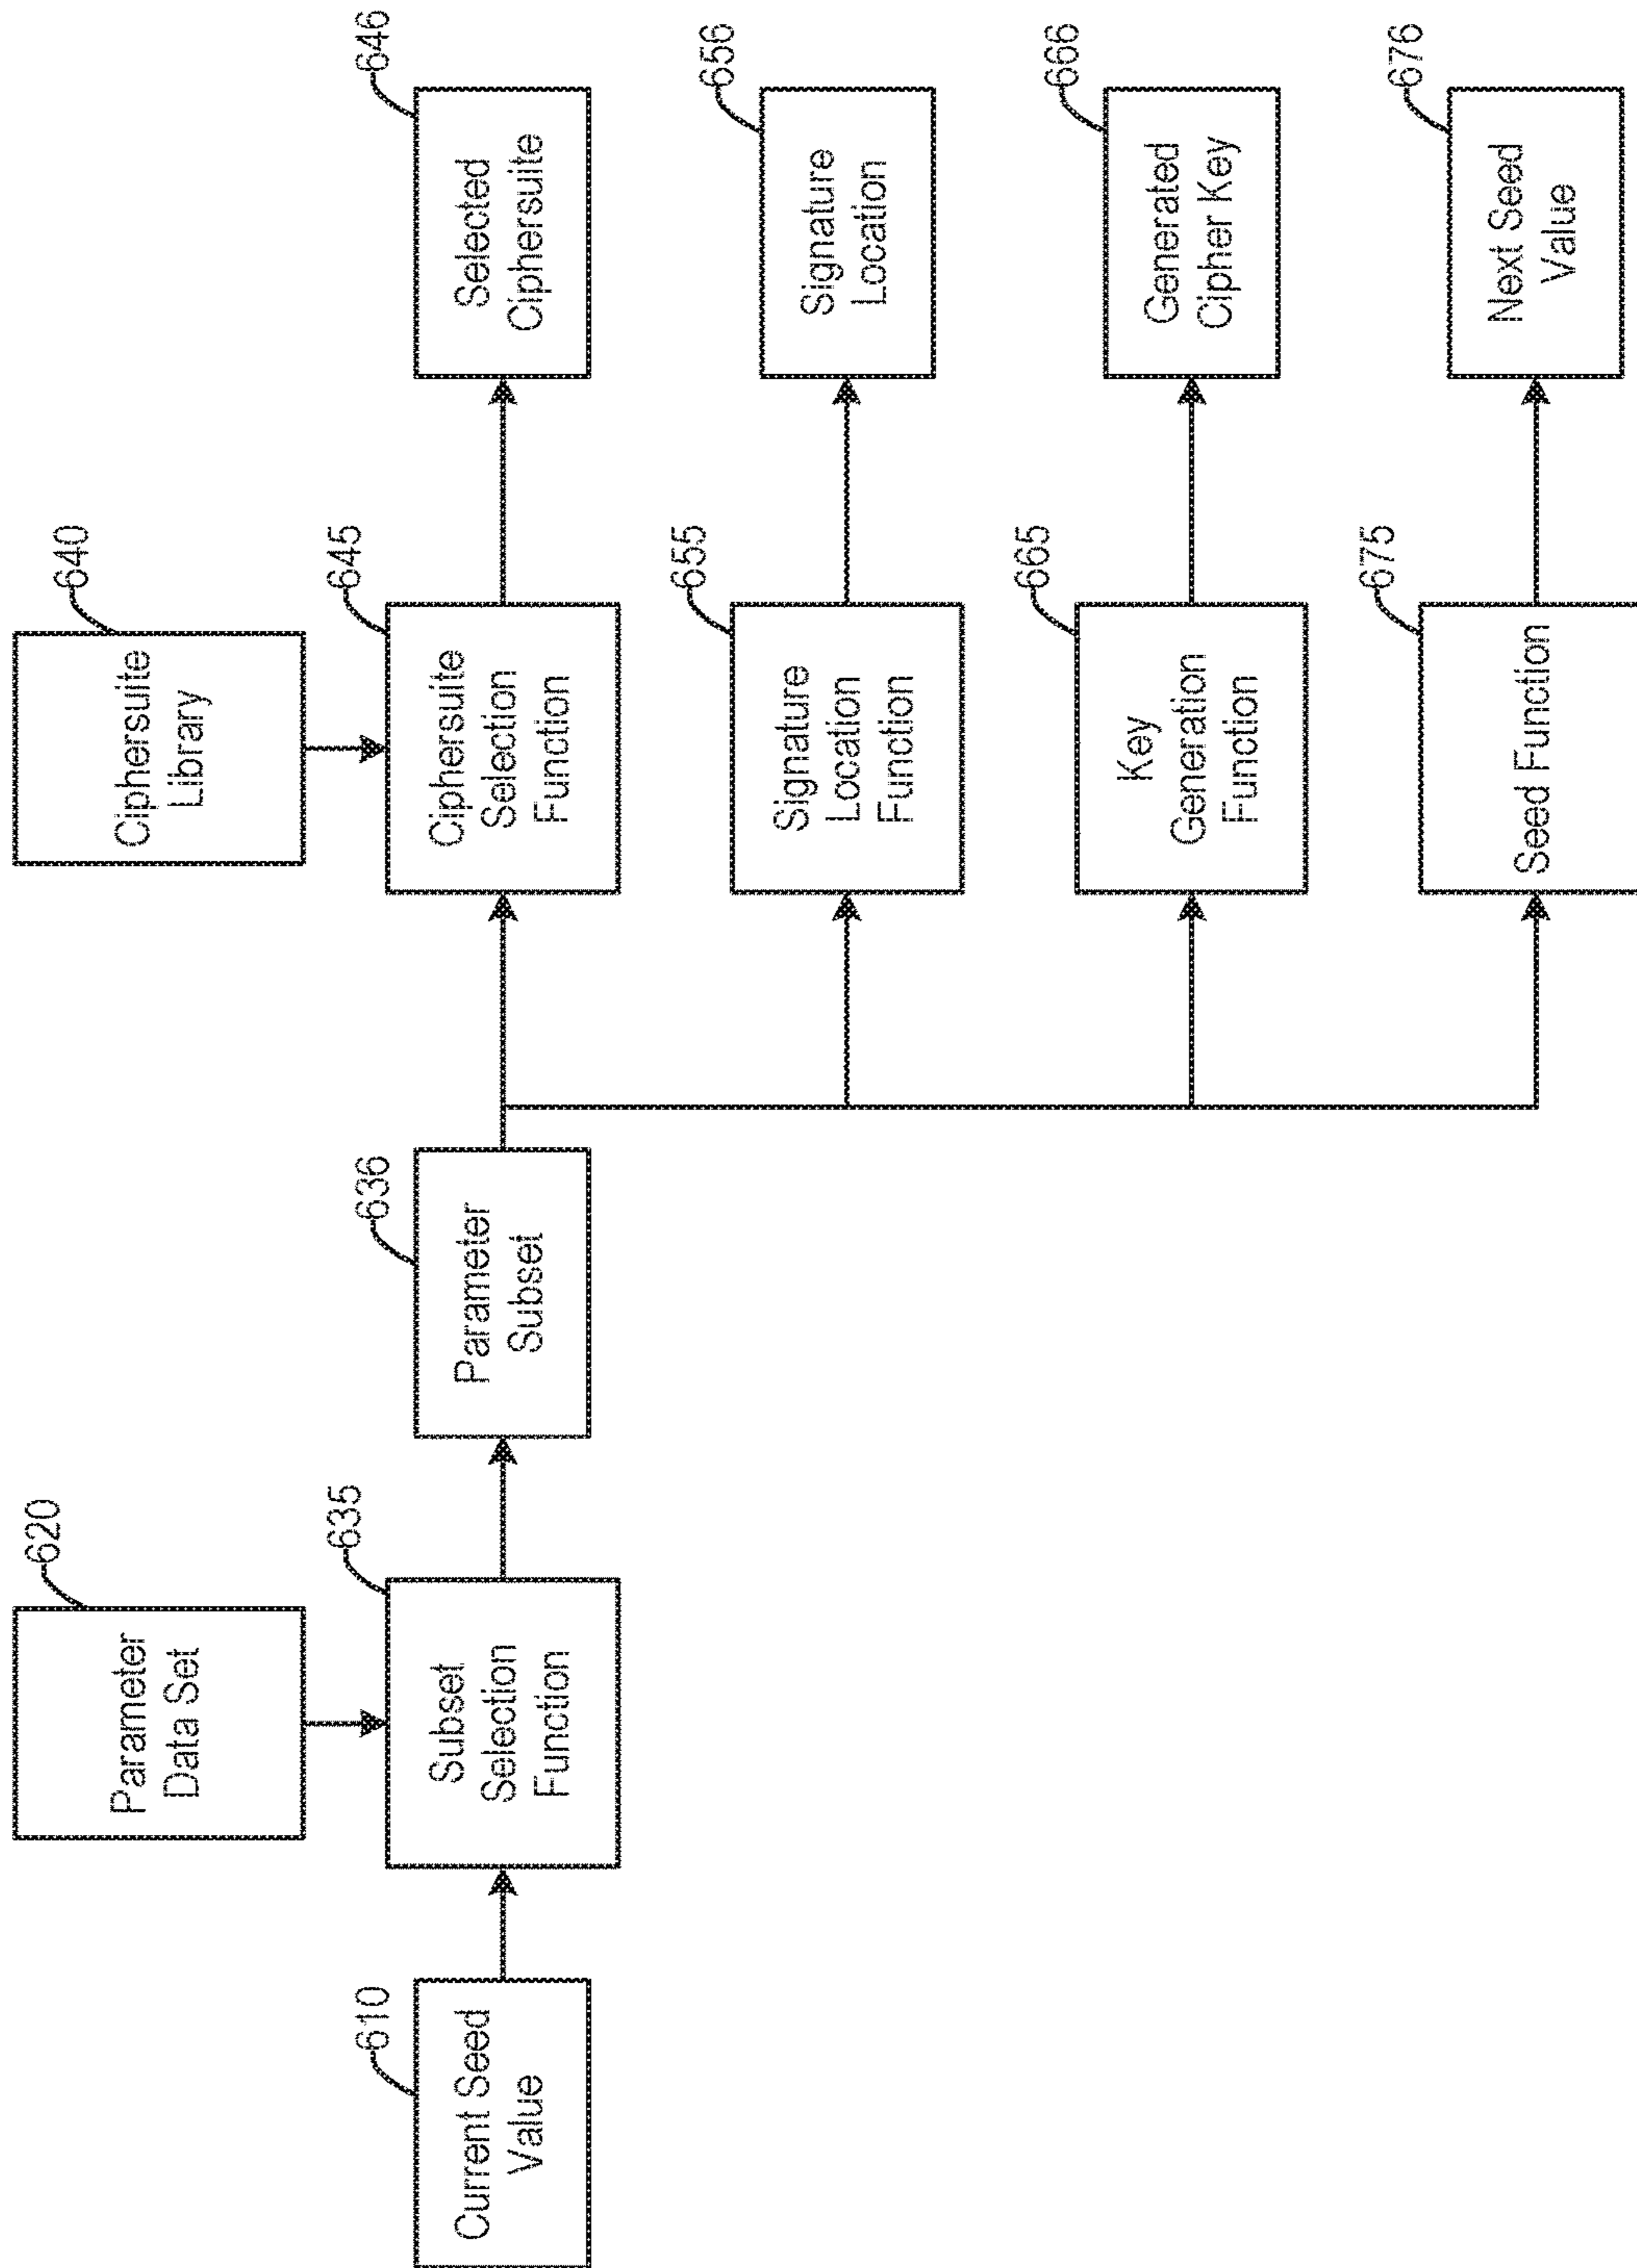 620
Parameter
Data Set
640
Ciphersuite
Library
610
Current Seed
Value
635
Subset
Selection
Function
636
Parameter
Subset
645
Ciphersuite
Selection
Function
646
Selected
Ciphersuite
655
Signature
Location
Function
656
Signature
Location
665
Key
Generation
Function
666
Generated
Cipher Key
675
Seed Function
676
Next Seed
Value